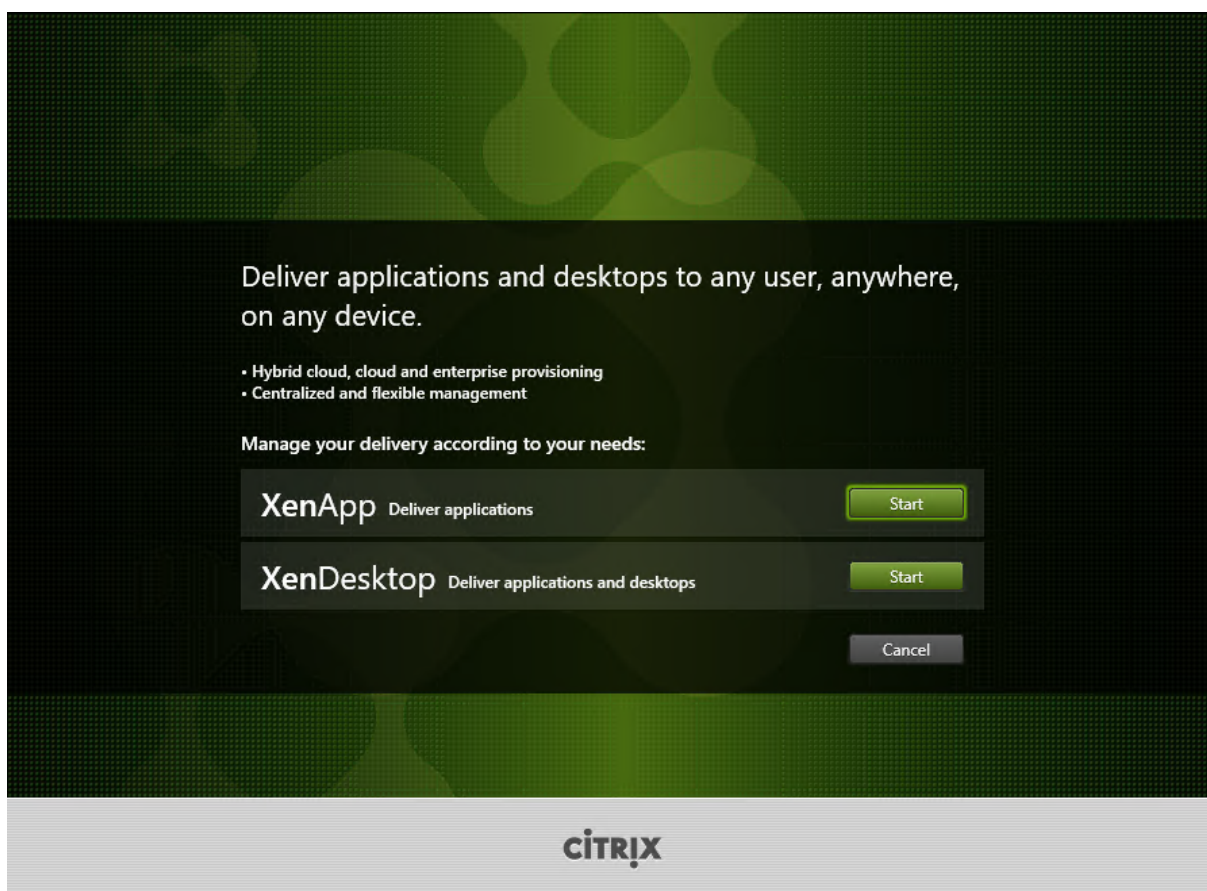 Deliver applications and desktops to any user, anywhere,
on any device.
• Hybrid cloud, cloud and enterprise provisioning
• Centralized and flexible management
Manage your delivery according to your needs:
XenApp Deliver applications Start
XenDesktop Deliver applications and desktops Start
Cancel
CİTRỊX